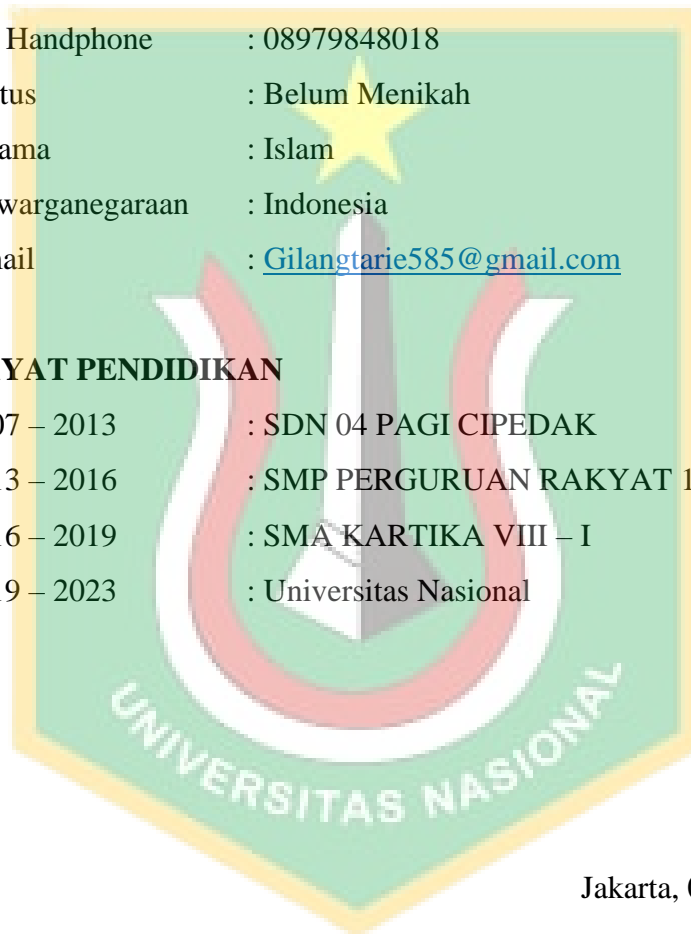 Handphone : 08979848018
tus : Belum Menikah
ama : Islam
warganegaraan : Indonesia
ail : Gilangtarie585@gmail.com
YAT PENDIDIKAN
07 – 2013 : SDN 04 PAGI CIPEDAK
13 – 2016 : SMP PERGURUAN RAKYAT 1
16 – 2019 : SMA KARTIKA VIII – I
19 – 2023 : Universitas Nasional
UNIVERSITAS NASIONAL
Jakarta,